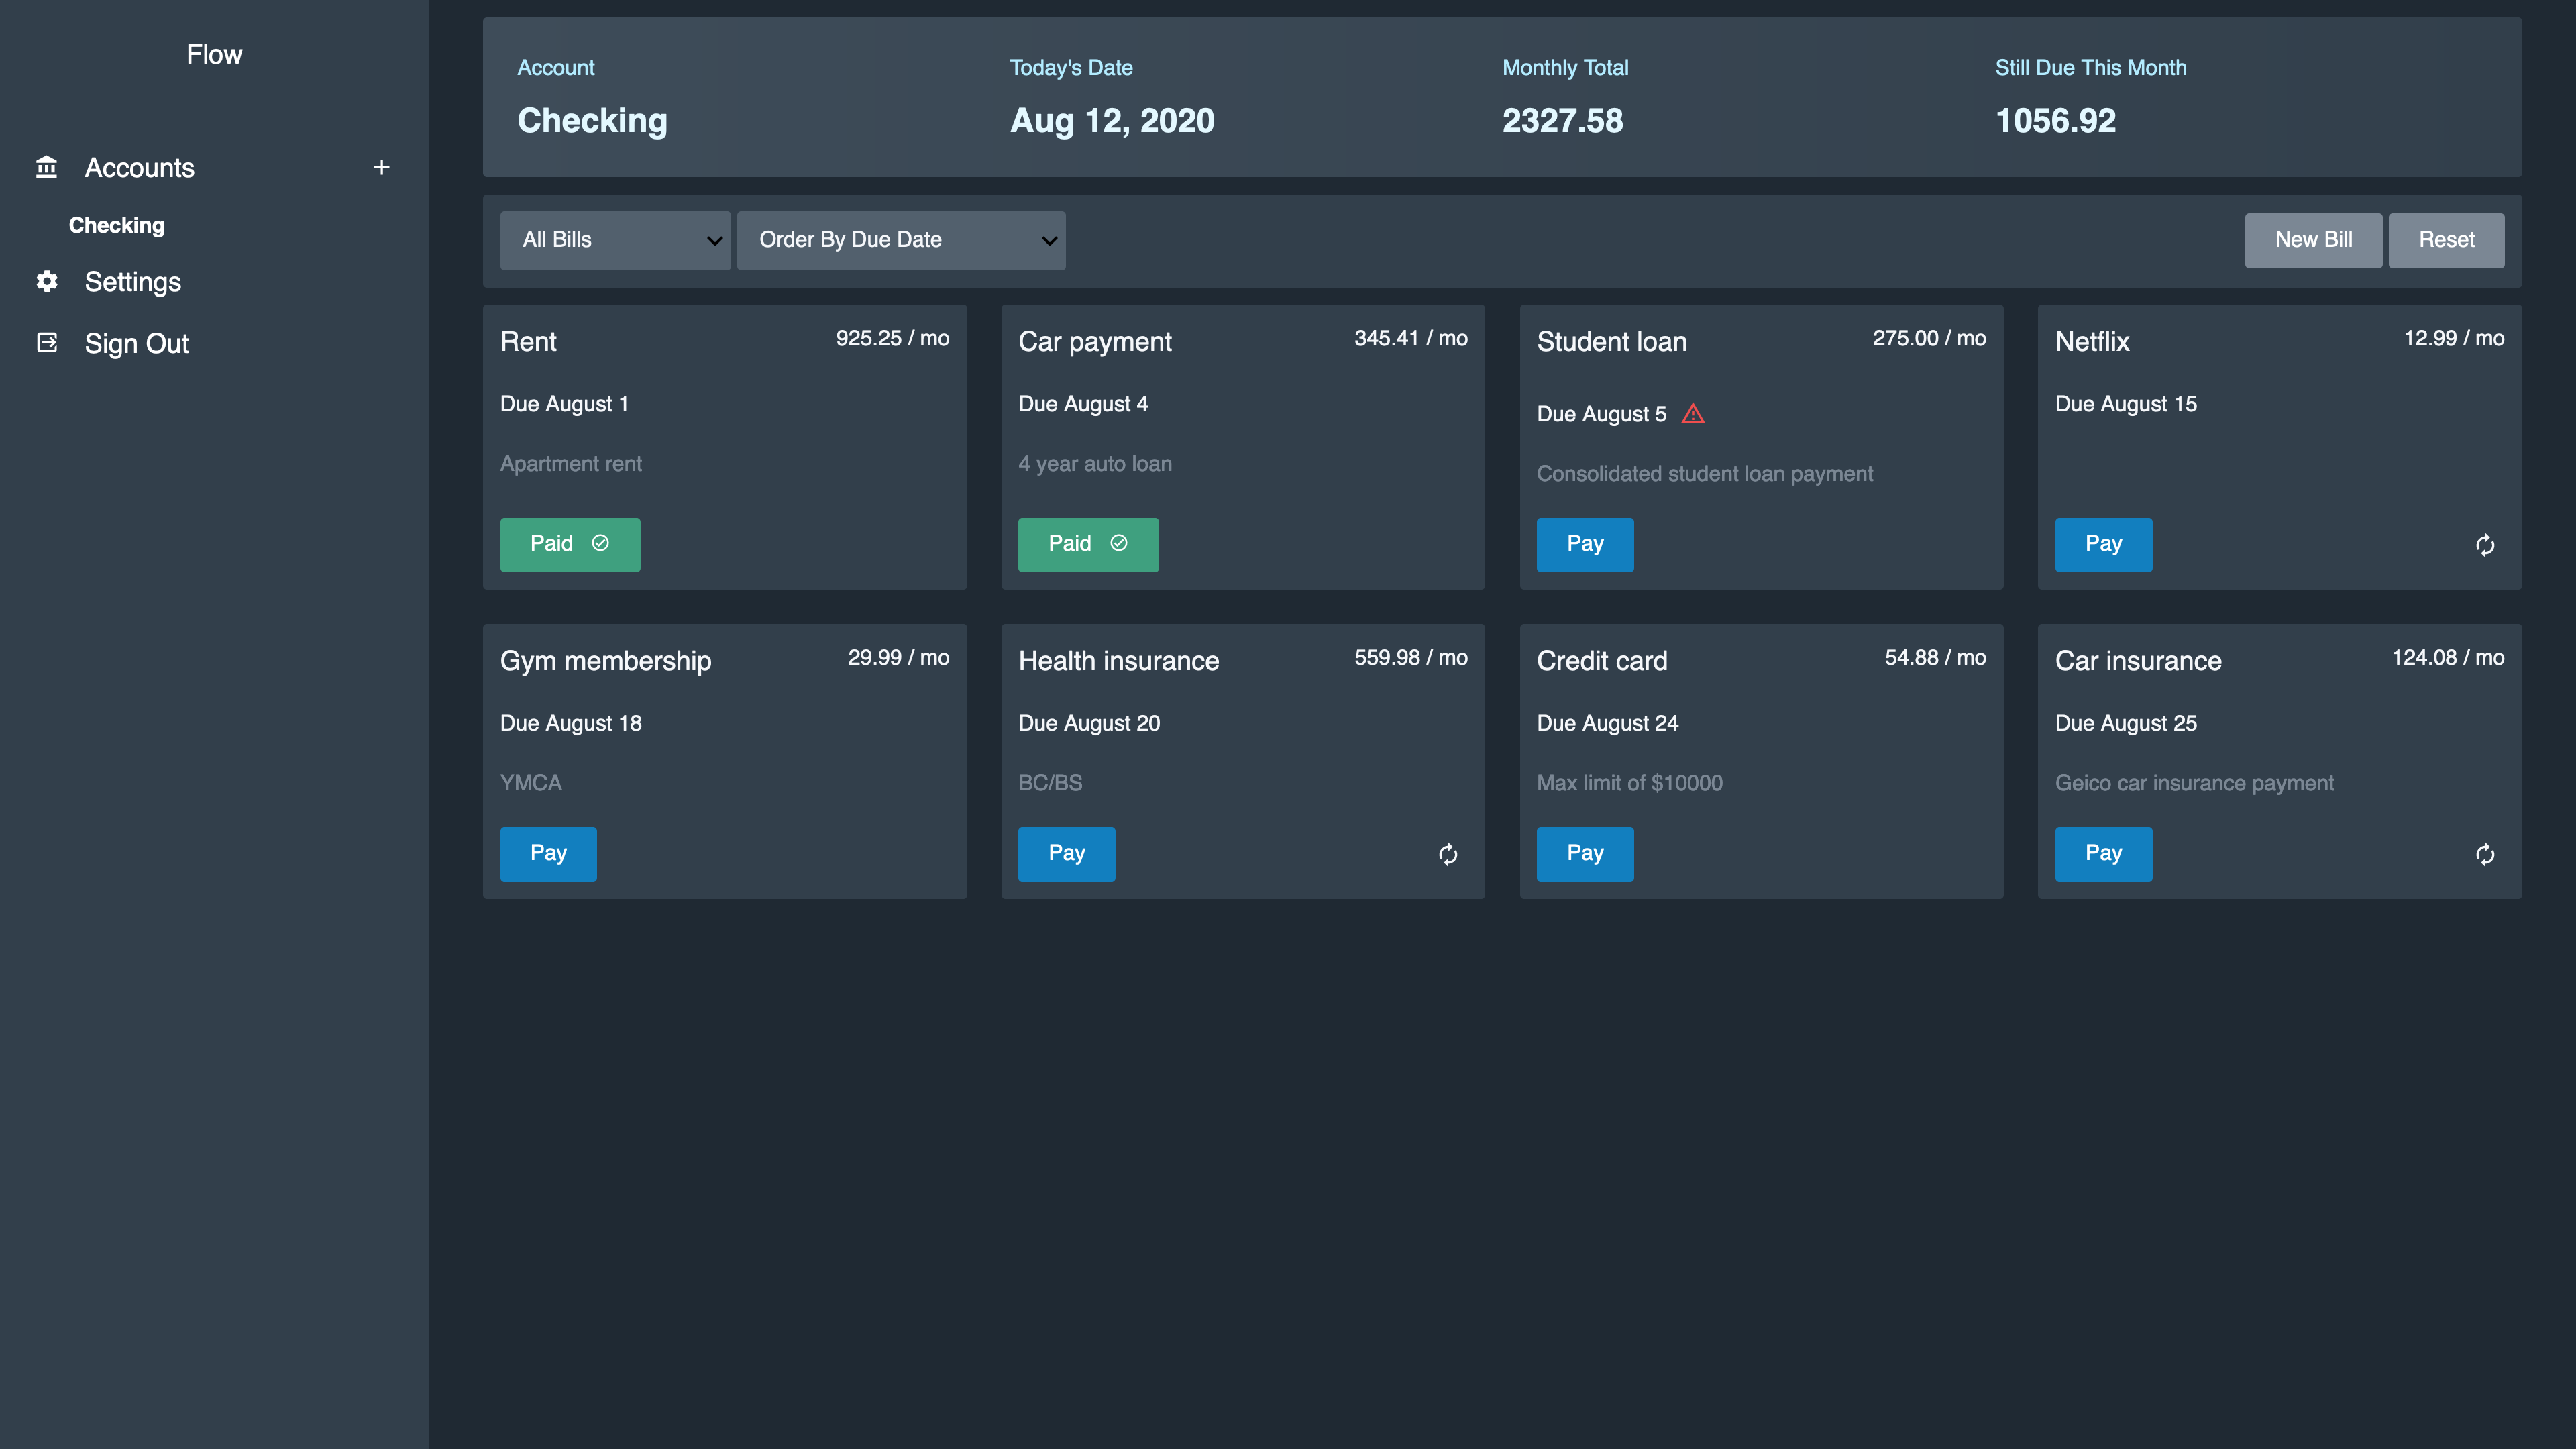 Flow
Accounts
+
Checking
Settings
Sign Out
Account
Today's Date
Monthly Total
Still Due This Month
Checking
Aug 12, 2020
2327.58
1056.92
All Bills
Order By Due Date
New Bill
Reset
Rent
925.25 / mo
Due August 1
Apartment rent
Paid
Car payment
345.41 / mo
Due August 4
4 year auto loan
Paid
Student loan
275.00 / mo
Due August 5
Consolidated student loan payment
Pay
Netflix
12.99 / mo
Due August 15
Pay
Gym membership
29.99 / mo
Due August 18
YMCA
Pay
Health insurance
559.98 / mo
Due August 20
BC/BS
Pay
Credit card
54.88 / mo
Due August 24
Max limit of $10000
Pay
Car insurance
124.08 / mo
Due August 25
Geico car insurance payment
Pay